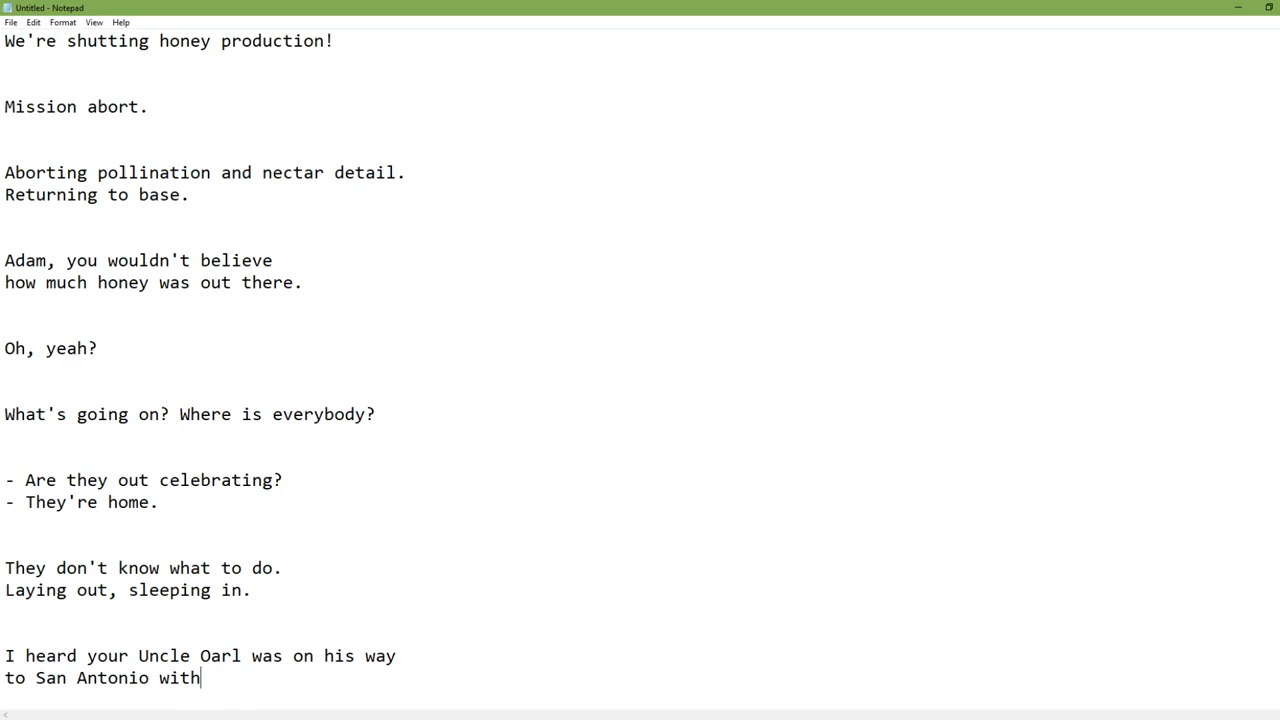 Untitled - Notepad
File Edit Format View Help
We're shutting honey production!
Mission abort.
Aborting pollination and nectar detail.
Returning to base.
Adam, you wouldn't believe
how much honey was out there.
Oh, yeah?
What's going on? Where is everybody?
- Are they out celebrating?
- They're home.
They don't know what to do.
Laying out, sleeping in.
I heard your Uncle Oarl was on his way
to San Antonio with